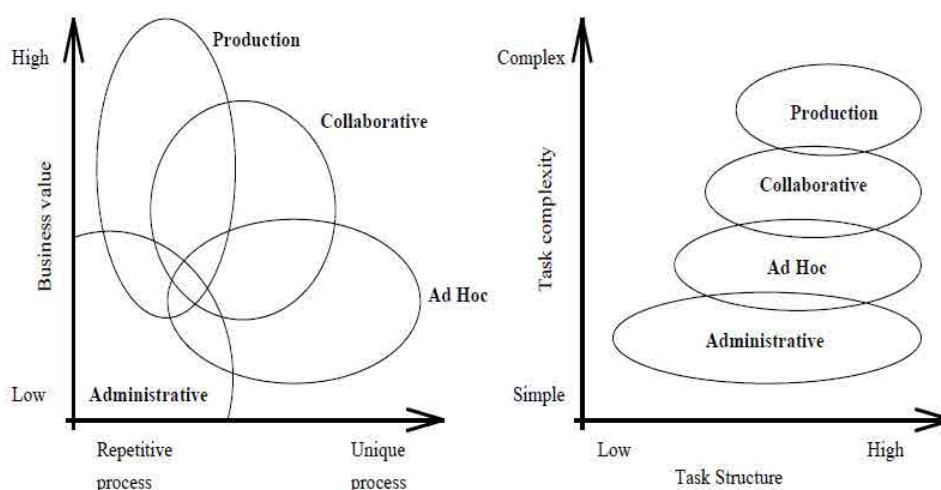 High
Production
Collaborative
Business value
Ad Hoc
Administrative
Low
Repetitive
process
Unique
process
Complex
Production
Collaborative
Task complexity
Ad Hoc
Administrative
Simple
Low
High
Task Structure